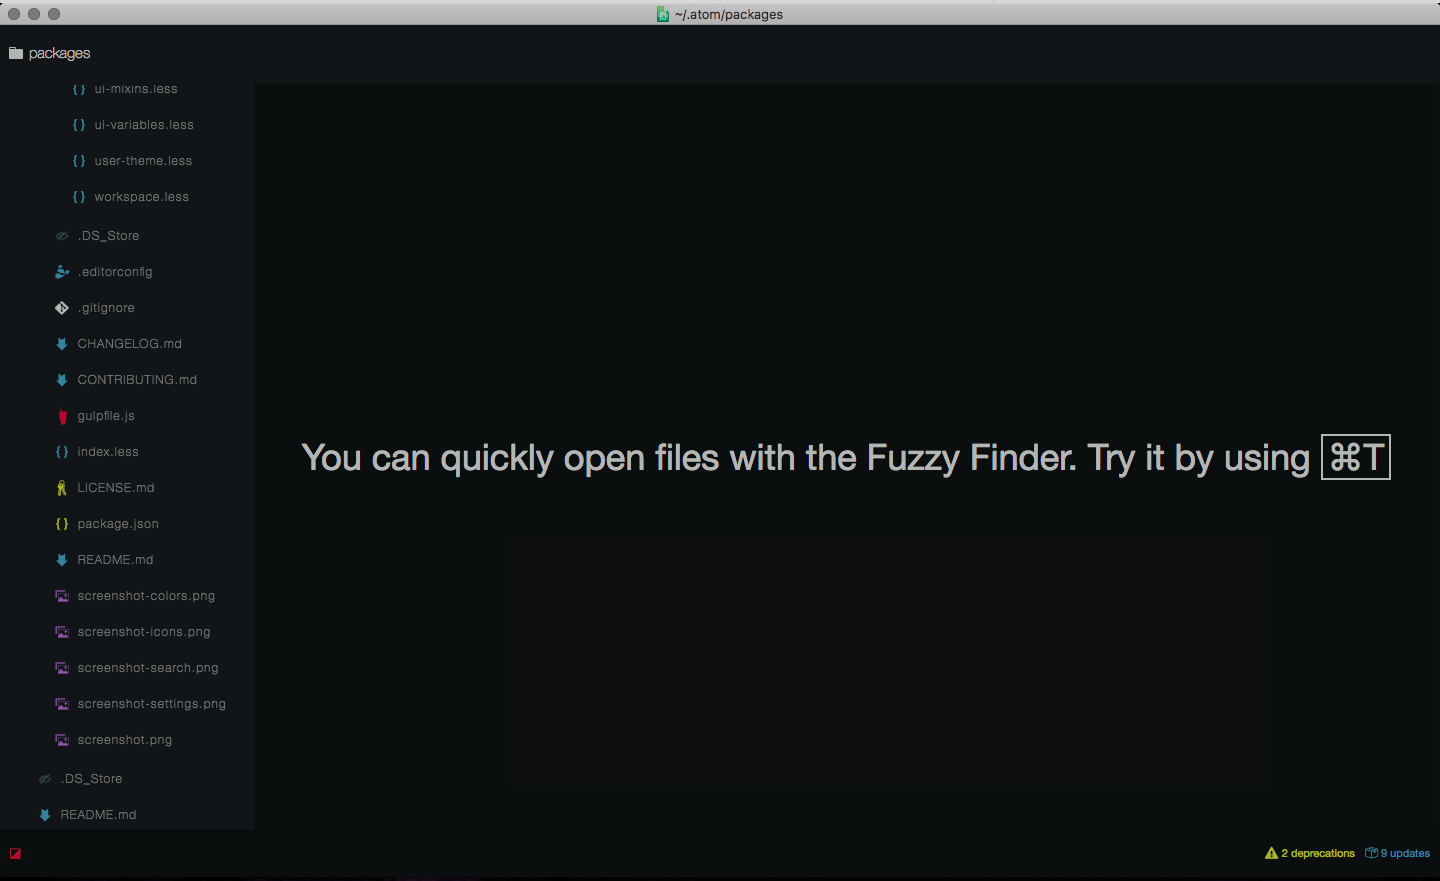 ~/.atom/packages
packages
ui-mixins.less
ui-variables.less
user-theme.less
workspace.less
.DS_Store
.editorconfig
.gitignore
CHANGELOG.md
CONTRIBUTING.md
gulpfile.js
index.less
LICENSE.md
package.json
README.md
screenshot-colors.png
screenshot-icons.png
screenshot-search.png
screenshot-settings.png
screenshot.png
.DS_Store
README.md
You can quickly open files with the Fuzzy Finder. Try it by using ⌘T
2 deprecations 9 updates